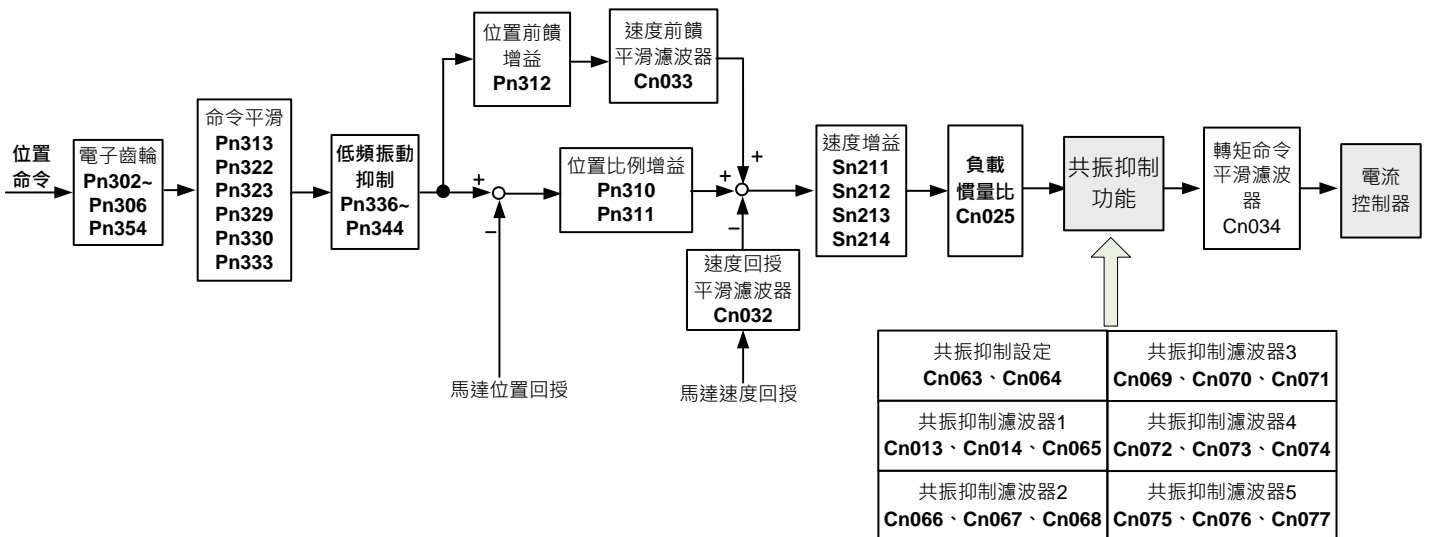 位置
命令
電子齒輪
Pn302~
Pn306
Pn354
命令平滑
Pn313
Pn322
Pn323
Pn329
Pn330
Pn333
低頻振動
抑制
Pn336~
Pn344
位置前饋
增益
Pn312
速度前饋
平滑濾波器
Cn033
+
−
位置比例增益
Pn310
Pn311
+
+
−
速度回授
平滑濾波器
Cn032
馬達位置回授
馬達速度回授
速度增益
Sn211
Sn212
Sn213
Sn214
負載
慣量比
Cn025
共振抑制
功能
轉矩命令
平滑濾波
器
Cn034
電流
控制器
共振抑制設定
Cn063、Cn064
共振抑制濾波器3
Cn069、Cn070、Cn071
共振抑制濾波器1
Cn013、Cn014、Cn065
共振抑制濾波器4
Cn072、Cn073、Cn074
共振抑制濾波器2
Cn066、Cn067、Cn068
共振抑制濾波器5
Cn075、Cn076、Cn077